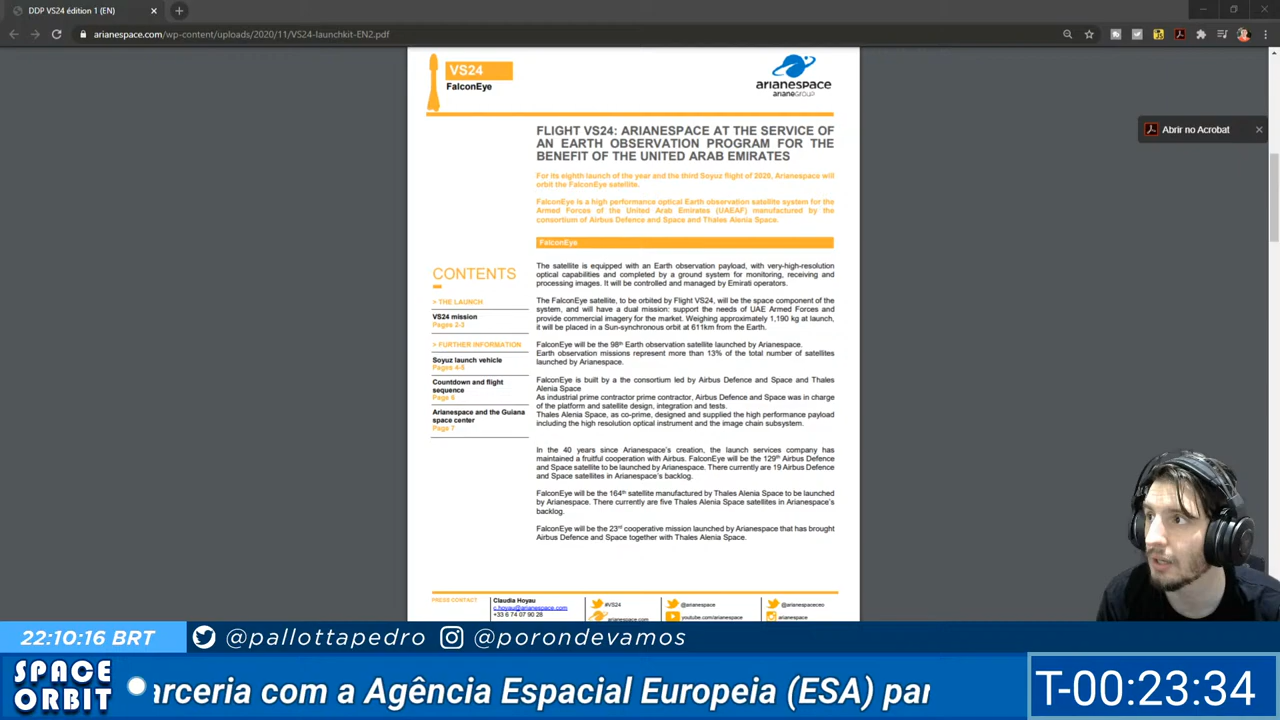 DDP VS24 édition 1 (EN)
arianespace.com/wp-content/uploads/2020/11/VS24-launchkit-EN2.pdf
VS24
FalconEye
arianespace
arianeGROUP
Abrir no Acrobat
FLIGHT VS24: ARIANESPACE AT THE SERVICE OF
AN EARTH OBSERVATION PROGRAM FOR THE
BENEFIT OF THE UNITED ARAB EMIRATES
For its eighth launch of the year and the third Soyuz flight of 2020, Arianespace will
orbit the FalconEye satellite.
FalconEye is a high performance optical Earth observation satellite system for the
Armed Forces of the United Arab Emirates (UAEAF) manufactured by the
consortium of Airbus Defence and Space and Thales Alenia Space.
FalconEye
The satellite is equipped with an Earth observation payload, with very-high-resolution
optical capabilities and completed by a ground system for monitoring, receiving and
processing images. It will be controlled and managed by Emirati operators.
The FalconEye satellite, to be orbited by Flight VS24, will be the space component of the
system, and will have a dual mission: support the needs of UAE Armed Forces and
provide commercial imagery for the market. Weighing approximately 1,190 kg at launch,
it will be placed in a Sun-synchronous orbit at 611km from the Earth.
FalconEye will be the 98th Earth observation satellite launched by Arianespace.
Earth observation missions represent more than 13% of the total number of satellites
launched by Arianespace.
FalconEye is built by a the consortium led by Airbus Defence and Space and Thales
Alenia Space
As industrial prime contractor prime contractor, Airbus Defence and Space was in charge
of the platform and satellite design, integration and tests.
Thales Alenia Space, as co-prime, designed and supplied the high performance payload
including the high resolution optical instrument and the image chain subsystem.
In the 40 years since Arianespace's creation, the launch services company has
maintained a fruitful cooperation with Airbus. FalconEye will be the 129th Airbus Defence
and Space satellite to be launched by Arianespace. There currently are 19 Airbus Defence
and Space satellites in Arianespace's backlog.
FalconEye will be the 164th satellite manufactured by Thales Alenia Space to be launched
by Arianespace. There currently are five Thales Alenia Space satellites in Arianespace's
backlog.
FalconEye will be the 23rd cooperative mission launched by Arianespace that has brought
Airbus Defence and Space together with Thales Alenia Space.
CONTENTS
> THE LAUNCH
VS24 mission
Pages 2-3
> FURTHER INFORMATION
Soyuz launch vehicle
Pages 4-5
Countdown and flight
sequence
Page 6
Arianespace and the Guiana
space center
Page 7
PRESS CONTACT
Claudia Hoyau
c.hoyau@arianespace.com
+33 6 74 07 90 28
#VS24
arianespace.com
@arianespace
youtube.com/arianespace
@arianespaceceo
arianespace
@pallottapedro @porondevamos
SPACE
ORBIT
arceria com a Agência Espacial Europeia (ESA) par
T-00:23:34